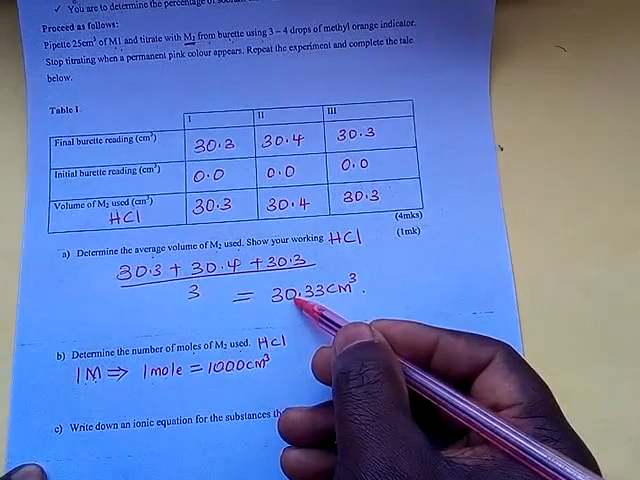 ✓ You are to determine the percentage of
Proceed as follows:
Pipette 25cm³ of M1 and titrate with M₂ from burette using 3 – 4 drops of methyl orange indicator.
Stop titrating when a permanent pink colour appears. Repeat the experiment and complete the tale
below.
Table I
I II III
Final burette reading (cm³) 30.3 30.4 30.3
Initial burette reading (cm³) 0.0 0.0 0.0
Volume of M₂ used (cm³) 30.3 30.4 30.3
HCl
(4mks)
a) Determine the average volume of M₂ used. Show your working HCl (1mk)
30.3 + 30.4 + 30.3
3 = 30.33cm³.
b) Determine the number of moles of M₂ used. HCl
1M ⇒ 1mole = 1000cm³
c) Write down an ionic equation for the substances